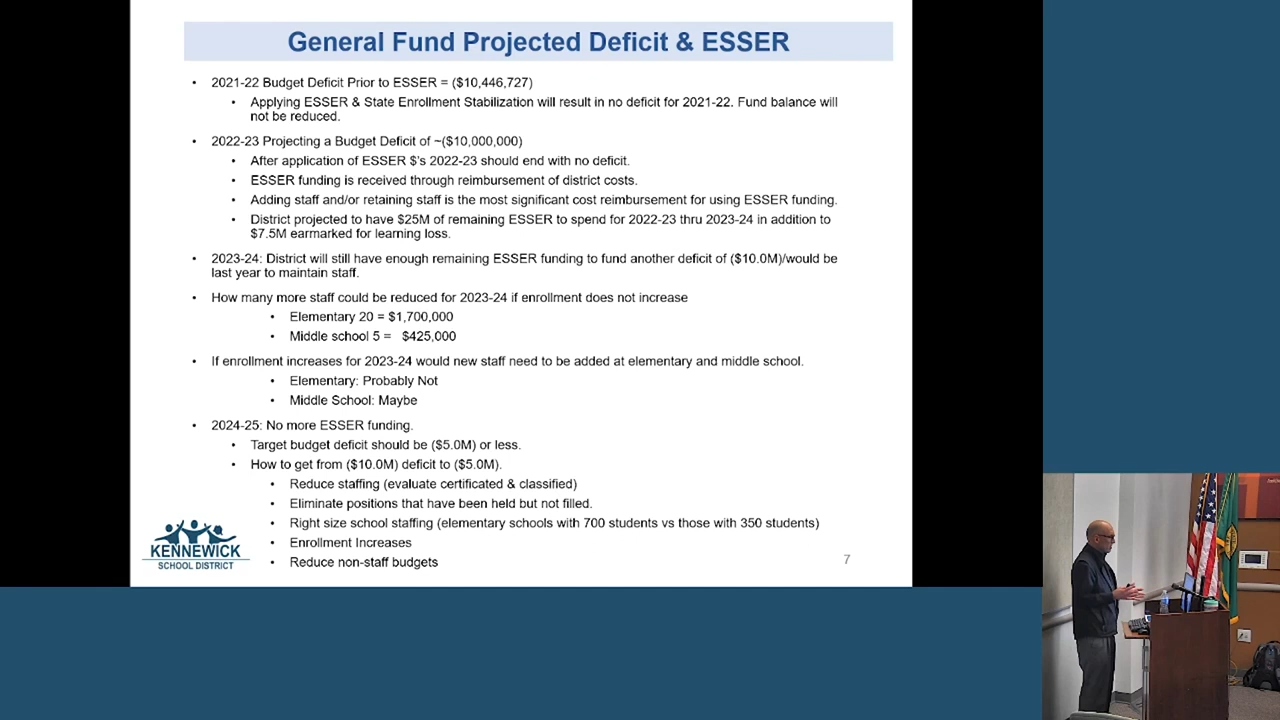 General Fund Projected Deficit & ESSER
• 2021-22 Budget Deficit Prior to ESSER = ($10,446,727)
• Applying ESSER & State Enrollment Stabilization will result in no deficit for 2021-22. Fund balance will
not be reduced.
• 2022-23 Projecting a Budget Deficit of ~($10,000,000)
• After application of ESSER $'s 2022-23 should end with no deficit.
• ESSER funding is received through reimbursement of district costs.
• Adding staff and/or retaining staff is the most significant cost reimbursement for using ESSER funding.
• District projected to have $25M of remaining ESSER to spend for 2022-23 thru 2023-24 in addition to
$7.5M earmarked for learning loss.
• 2023-24: District will still have enough remaining ESSER funding to fund another deficit of ($10.0M)/would be
last year to maintain staff.
• How many more staff could be reduced for 2023-24 if enrollment does not increase
• Elementary 20 = $1,700,000
• Middle school 5 = $425,000
• If enrollment increases for 2023-24 would new staff need to be added at elementary and middle school.
• Elementary: Probably Not
• Middle School: Maybe
• 2024-25: No more ESSER funding.
• Target budget deficit should be ($5.0M) or less.
• How to get from ($10.0M) deficit to ($5.0M).
• Reduce staffing (evaluate certificated & classified)
• Eliminate positions that have been held but not filled.
• Right size school staffing (elementary schools with 700 students vs those with 350 students)
• Enrollment Increases
• Reduce non-staff budgets
KENNEWICK
SCHOOL DISTRICT
7